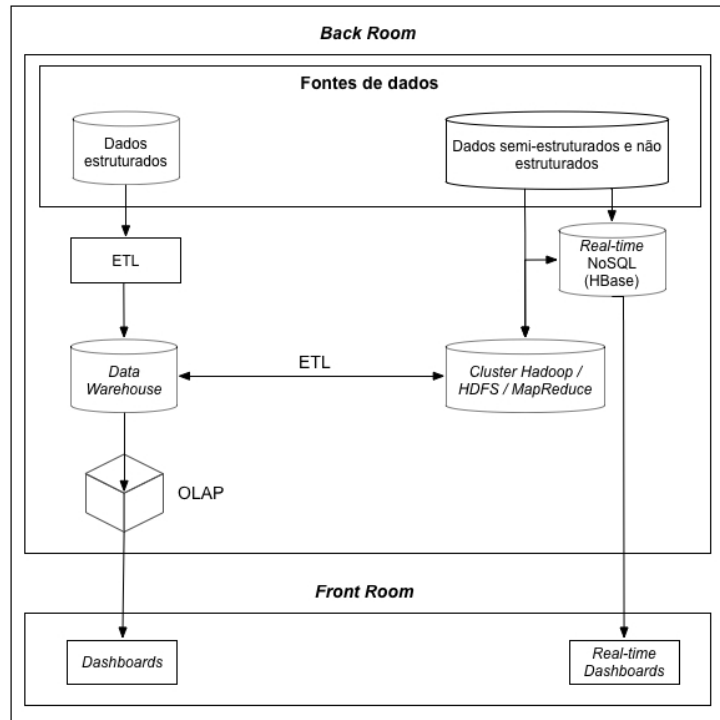 Back Room
Fontes de dados
Dados
estruturados
Dados semi-estruturados e não
estruturados
ETL
Real-time
NoSQL
(HBase)
Data
Warehouse
ETL
Cluster Hadoop /
HDFS / MapReduce
OLAP
Front Room
Dashboards
Real-time
Dashboards